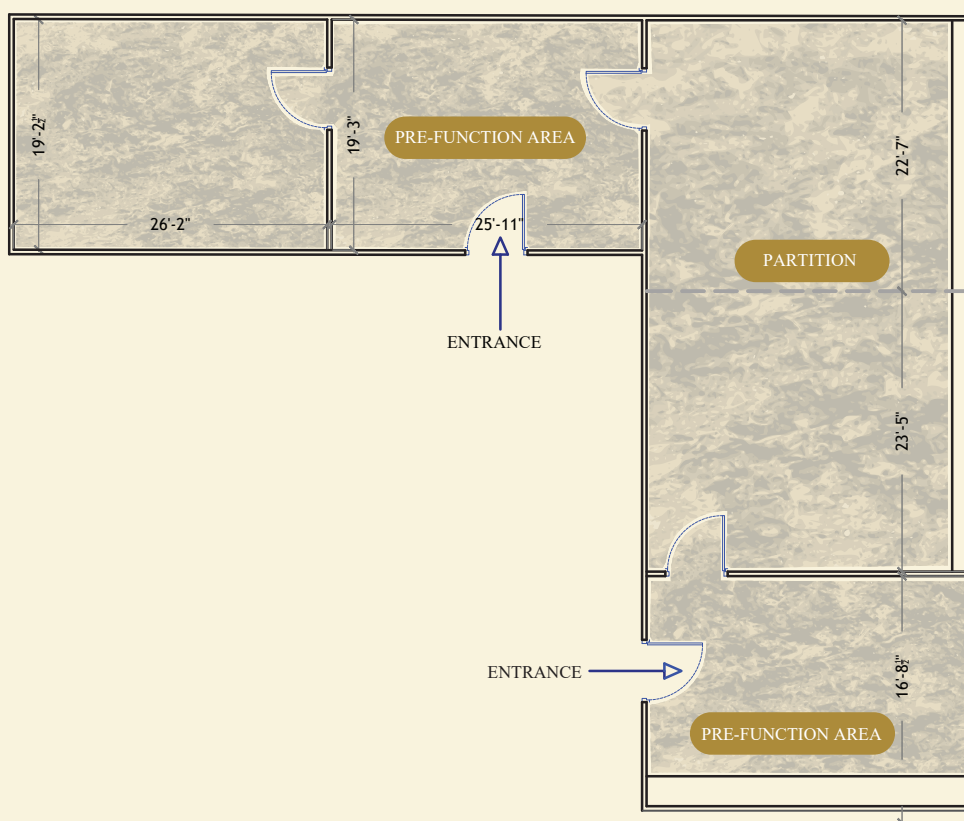 19'-2½"
19'-3"
PRE-FUNCTION AREA
22'-7"
26'-2"
25'-11"
PARTITION
ENTRANCE
23'-5"
ENTRANCE
16'-8½"
PRE-FUNCTION AREA